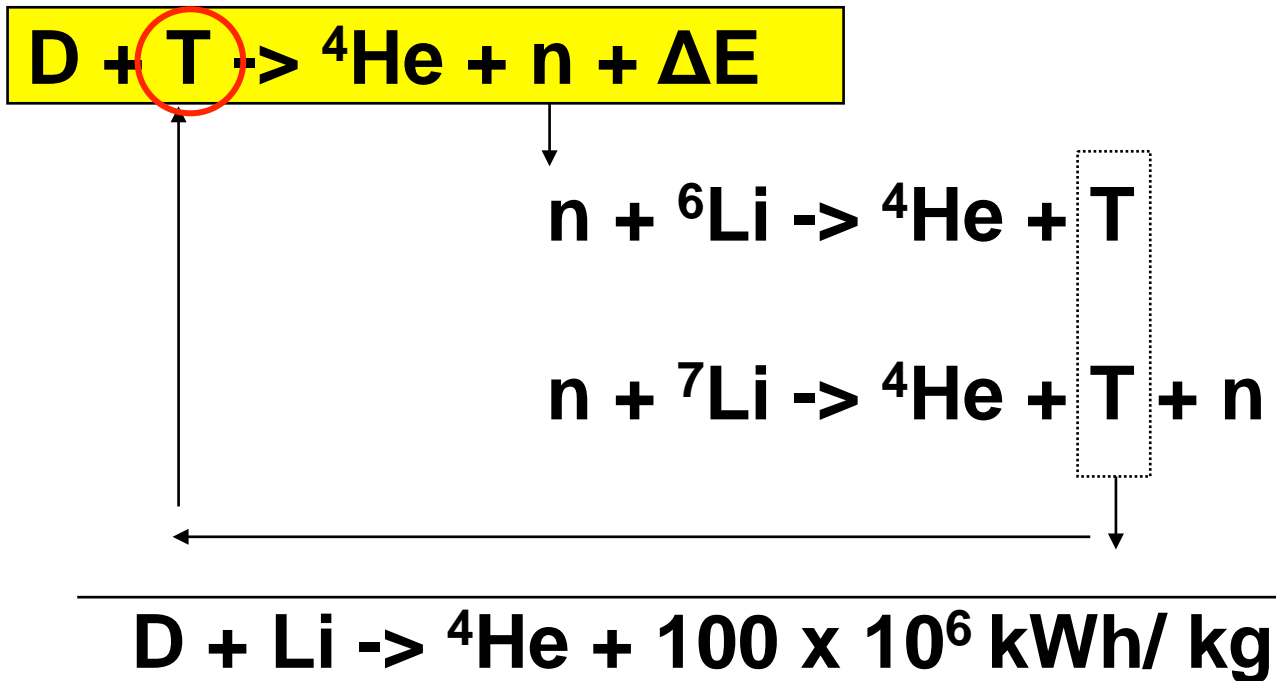 D + T -> ⁴He + n + ΔE
n + ⁶Li -> ⁴He + T
n + ⁷Li -> ⁴He + T + n
D + Li -> ⁴He + 100 x 10⁶ kWh/ kg